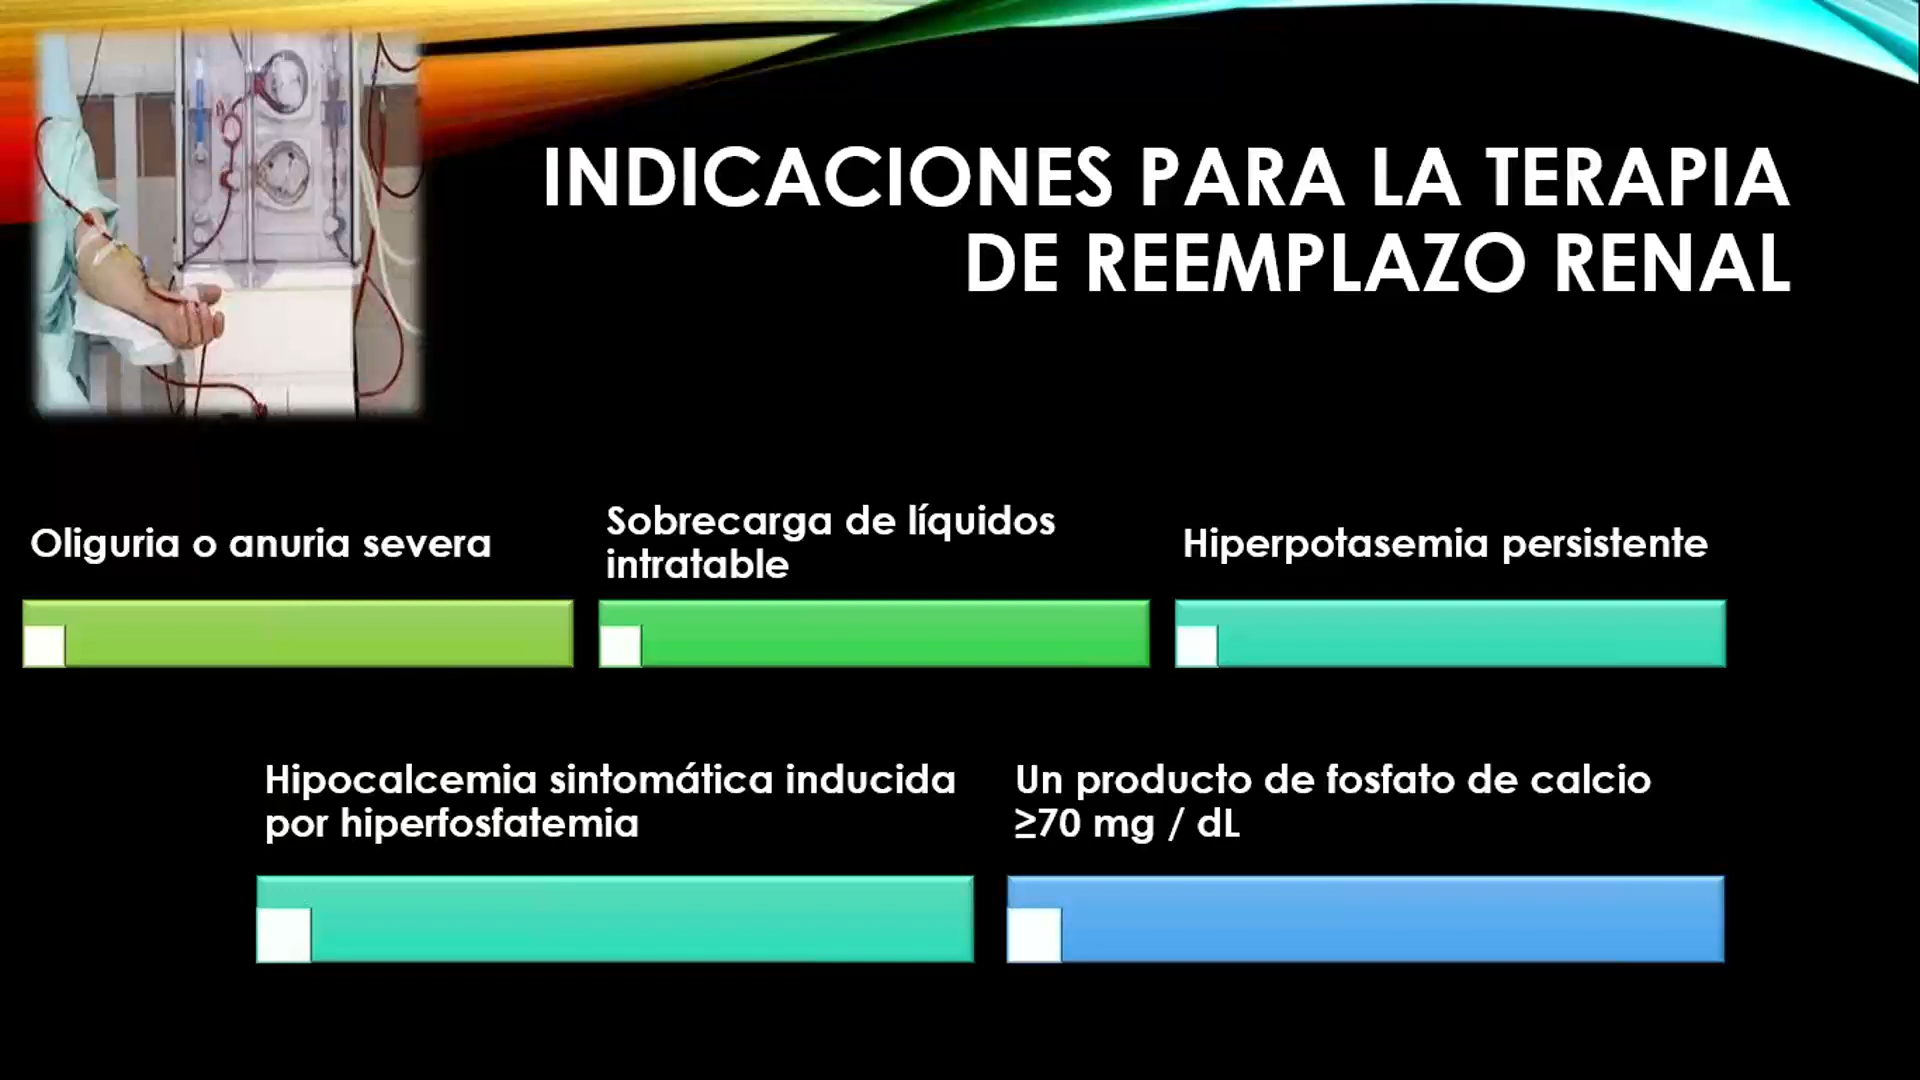 INDICACIONES PARA LA TERAPIA
DE REEMPLAZO RENAL
Oliguria o anuria severa
Sobrecarga de líquidos
intratable
Hiperpotasemia persistente
Hipocalcemia sintomática inducida
por hiperfosfatemia
Un producto de fosfato de calcio
≥70 mg / dL